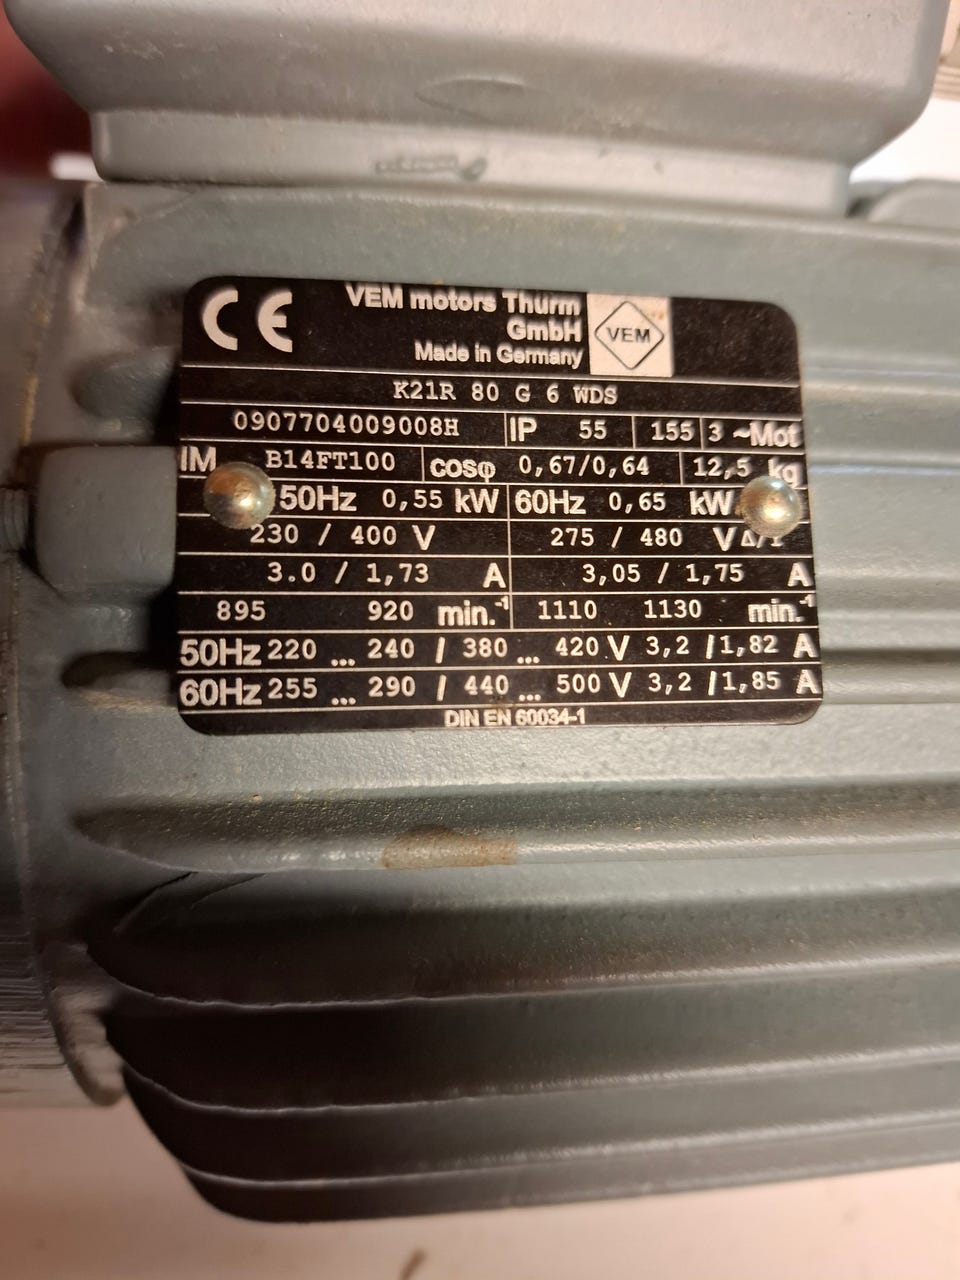 CE
VEM motors Thurm
GmbH
Made in Germany
VEM
K21R 80 G 6 WDS
0907704009008H IP 55 155 3 ~Mot
IM B14FT100 cosφ 0,67/0,64 12,5 kg
50Hz 0,55 kW 60Hz 0,65 kW
230 / 400 V 275 / 480 V Δ/Y
3.0 / 1,73 A 3,05 / 1,75 A
895 920 min.⁻¹ 1110 1130 min.⁻¹
50Hz 220 ... 240 / 380 ... 420 V 3,2 / 1,82 A
60Hz 255 ... 290 / 440 ... 500 V 3,2 / 1,85 A
DIN EN 60034-1